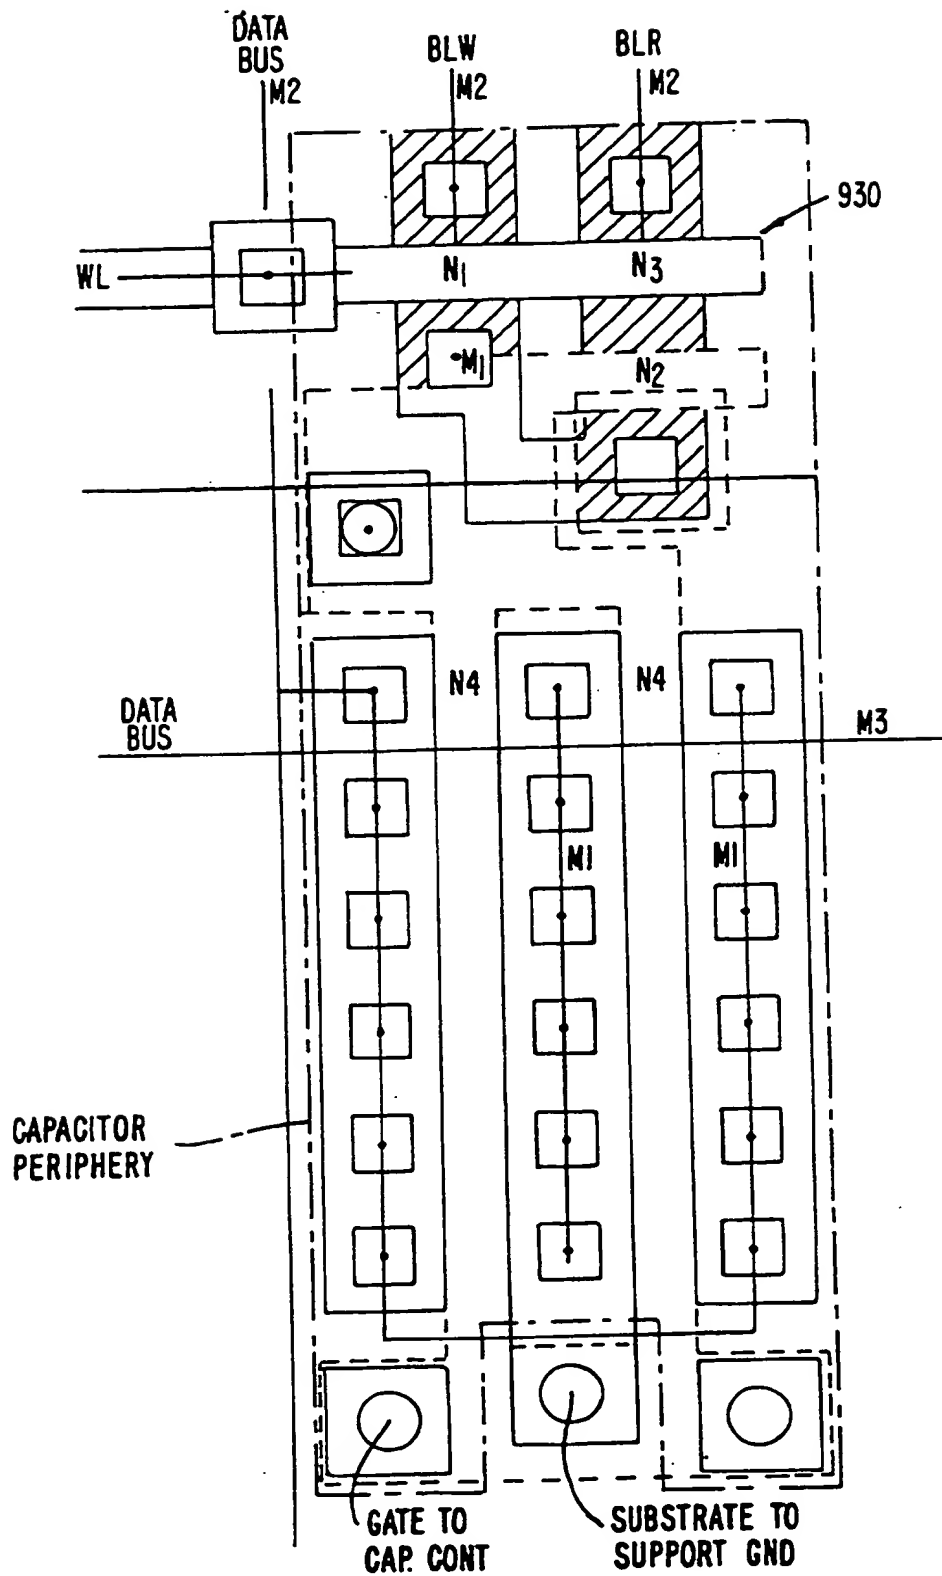 DATA
BUS
M2
BLW
M2
BLR
M2
930
WL
N1
N3
M1
N2
N4
N4
DATA
BUS
M3
M1
M1
CAPACITOR
PERIPHERY
GATE TO
CAP. CONT
SUBSTRATE TO
SUPPORT GND